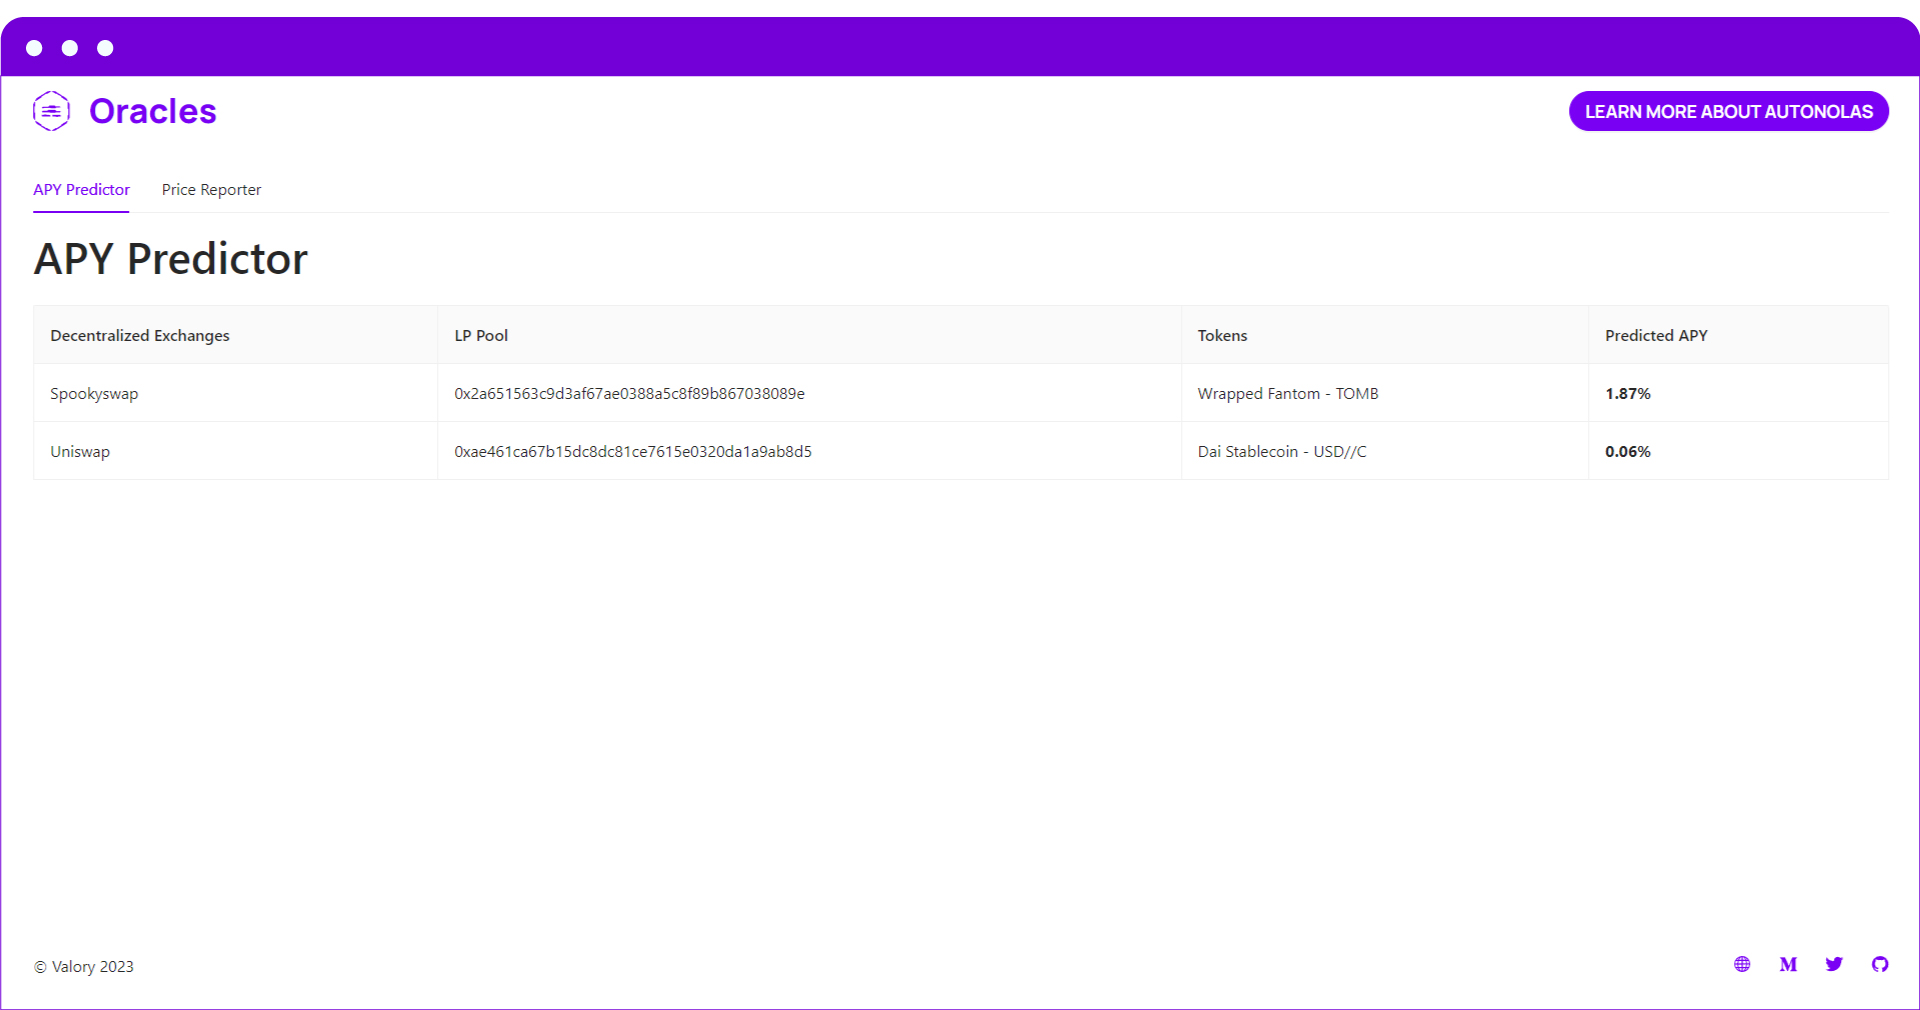 Oracles
LEARN MORE ABOUT AUTONOLAS
APY Predictor Price Reporter
APY Predictor
Decentralized Exchanges LP Pool Tokens Predicted APY
Spookyswap 0x2a651563c9d3af67ae0388a5c8f89b867038089e Wrapped Fantom - TOMB 1.87%
Uniswap 0xae461ca67b15dc8dc81ce7615e0320da1a9ab8d5 Dai Stablecoin - USD//C 0.06%
© Valory 2023
M